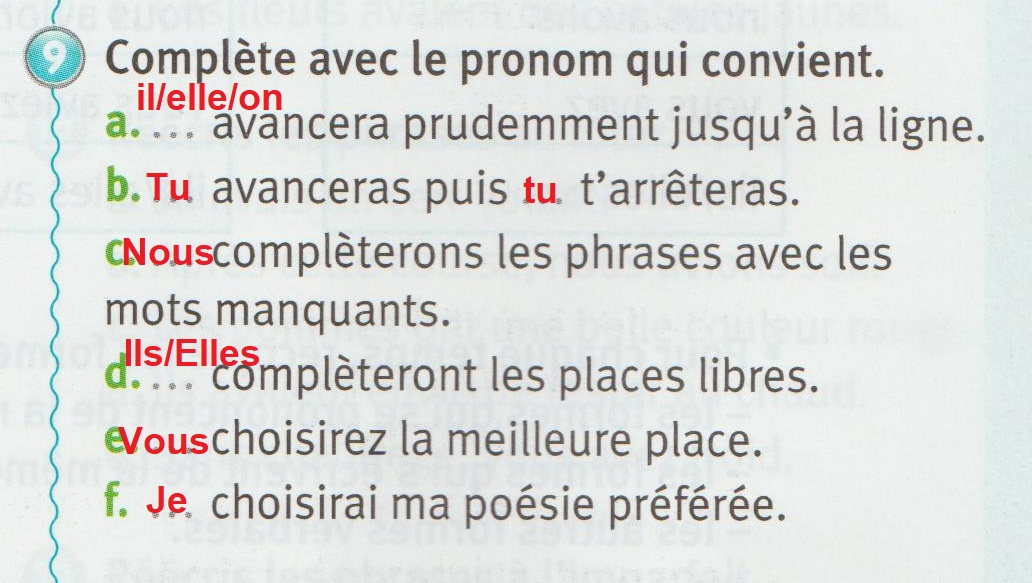 9 Complète avec le pronom qui convient.
il/elle/on
a. ... avancera prudemment jusqu'à la ligne.
b. Tu avanceras puis tu t'arrêteras.
c. Nous complèterons les phrases avec les
mots manquants.
Ils/Elles
d. ... complèteront les places libres.
e. Vous choisirez la meilleure place.
f. Je choisirai ma poésie préférée.